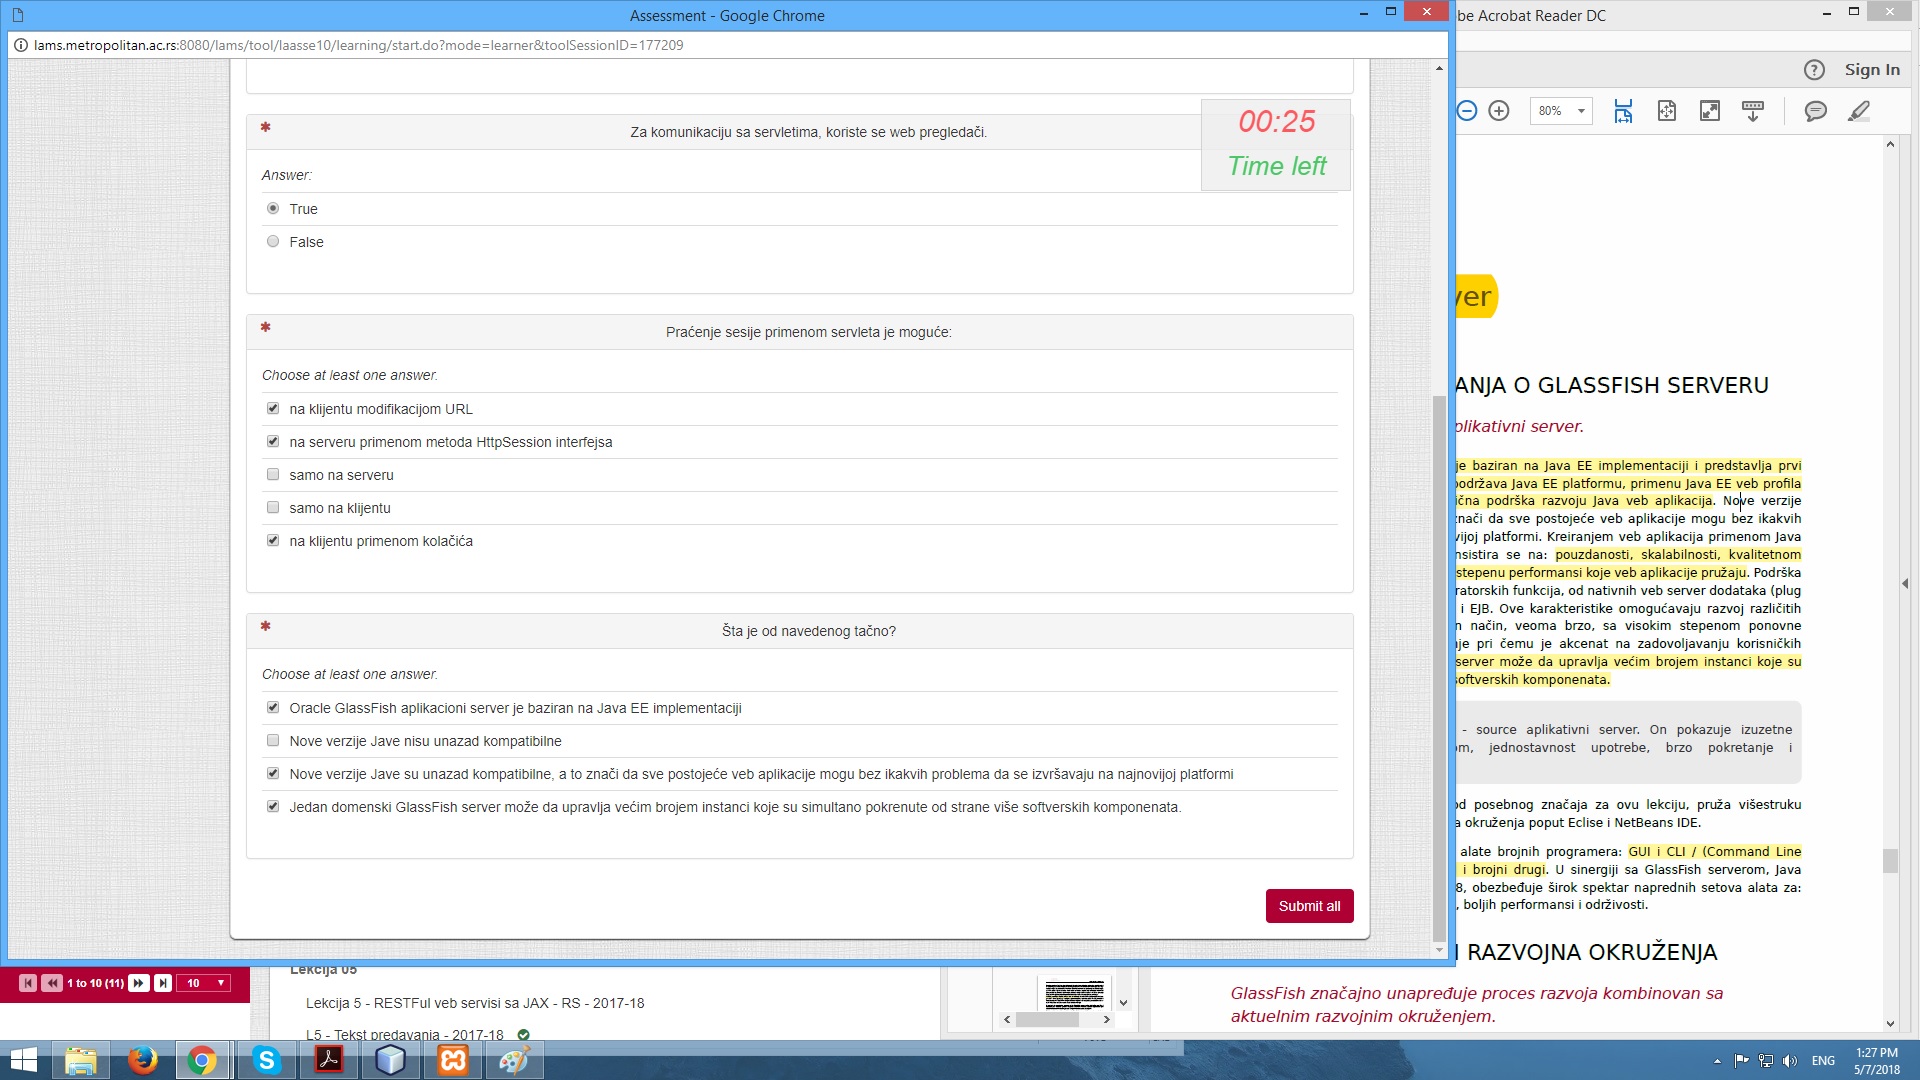 Assessment - Google Chrome
lams.metropolitan.ac.rs:8080/lams/tool/laasse10/learning/start.do?mode=learner&toolSessionID=177209
00:25
Time left
Za komunikaciju sa servletima, koriste se web pregledači.
Answer:
True
False
Praćenje sesije primenom servleta je moguće:
Choose at least one answer.
na klijentu modifikacijom URL
na serveru primenom metoda HttpSession interfejsa
samo na serveru
samo na klijentu
na klijentu primenom kolačića
Šta je od navedenog tačno?
Choose at least one answer.
Oracle GlassFish aplikacioni server je baziran na Java EE implementaciji
Nove verzije Jave nisu unazad kompatibilne
Nove verzije Jave su unazad kompatibilne, a to znači da sve postojeće veb aplikacije mogu bez ikakvih problema da se izvršavaju na najnovijoj platformi
Jedan domenski GlassFish server može da upravlja većim brojem instanci koje su simultano pokrenute od strane više softverskih komponenata.
Submit all
be Acrobat Reader DC
Sign In
80%
ver
ANJA O GLASSFISH SERVERU
plikativni server.
je baziran na Java EE implementaciji i predstavlja prvi
podržava Java EE platformu, primenu Java EE veb profila
ična podrška razvoju Java veb aplikacija. Nove verzije
znači da sve postojeće veb aplikacije mogu bez ikakvih
vijoj platformi. Kreiranjem veb aplikacija primenom Java
nsistira se na: pouzdanosti, skalabilnosti, kvalitetnom
stepenu performansi koje veb aplikacije pružaju. Podrška
ratorskih funkcija, od nativnih veb server dodataka (plug
i EJB. Ove karakteristike omogućavaju razvoj različitih
n način, veoma brzo, sa visokim stepenom ponovne
nje pri čemu je akcenat na zadovoljavanju korisničkih
server može da upravlja većim brojem instanci koje su
softverskih komponenata.
- source aplikativni server. On pokazuje izuzetne
om, jednostavnost upotrebe, brzo pokretanje i
od posebnog značaja za ovu lekciju, pruža višestruku
a okruženja poput Eclise i NetBeans IDE.
alate brojnih programera: GUI i CLI / (Command Line
i brojni drugi. U sinergiji sa GlassFish serverom, Java
8, obezbeđuje širok spektar naprednih setova alata za:
, boljih performansi i održivosti.
I RAZVOJNA OKRUŽENJA
GlassFish značajno unapređuje proces razvoja kombinovan sa
aktuelnim razvojnim okruženjem.
1 to 10 (11)
10
Lekcija 05
Lekcija 5 - RESTFul veb servisi sa JAX - RS - 2017-18
L5 - Tekst predavanja - 2017-18
ENG
1:27 PM
5/7/2018